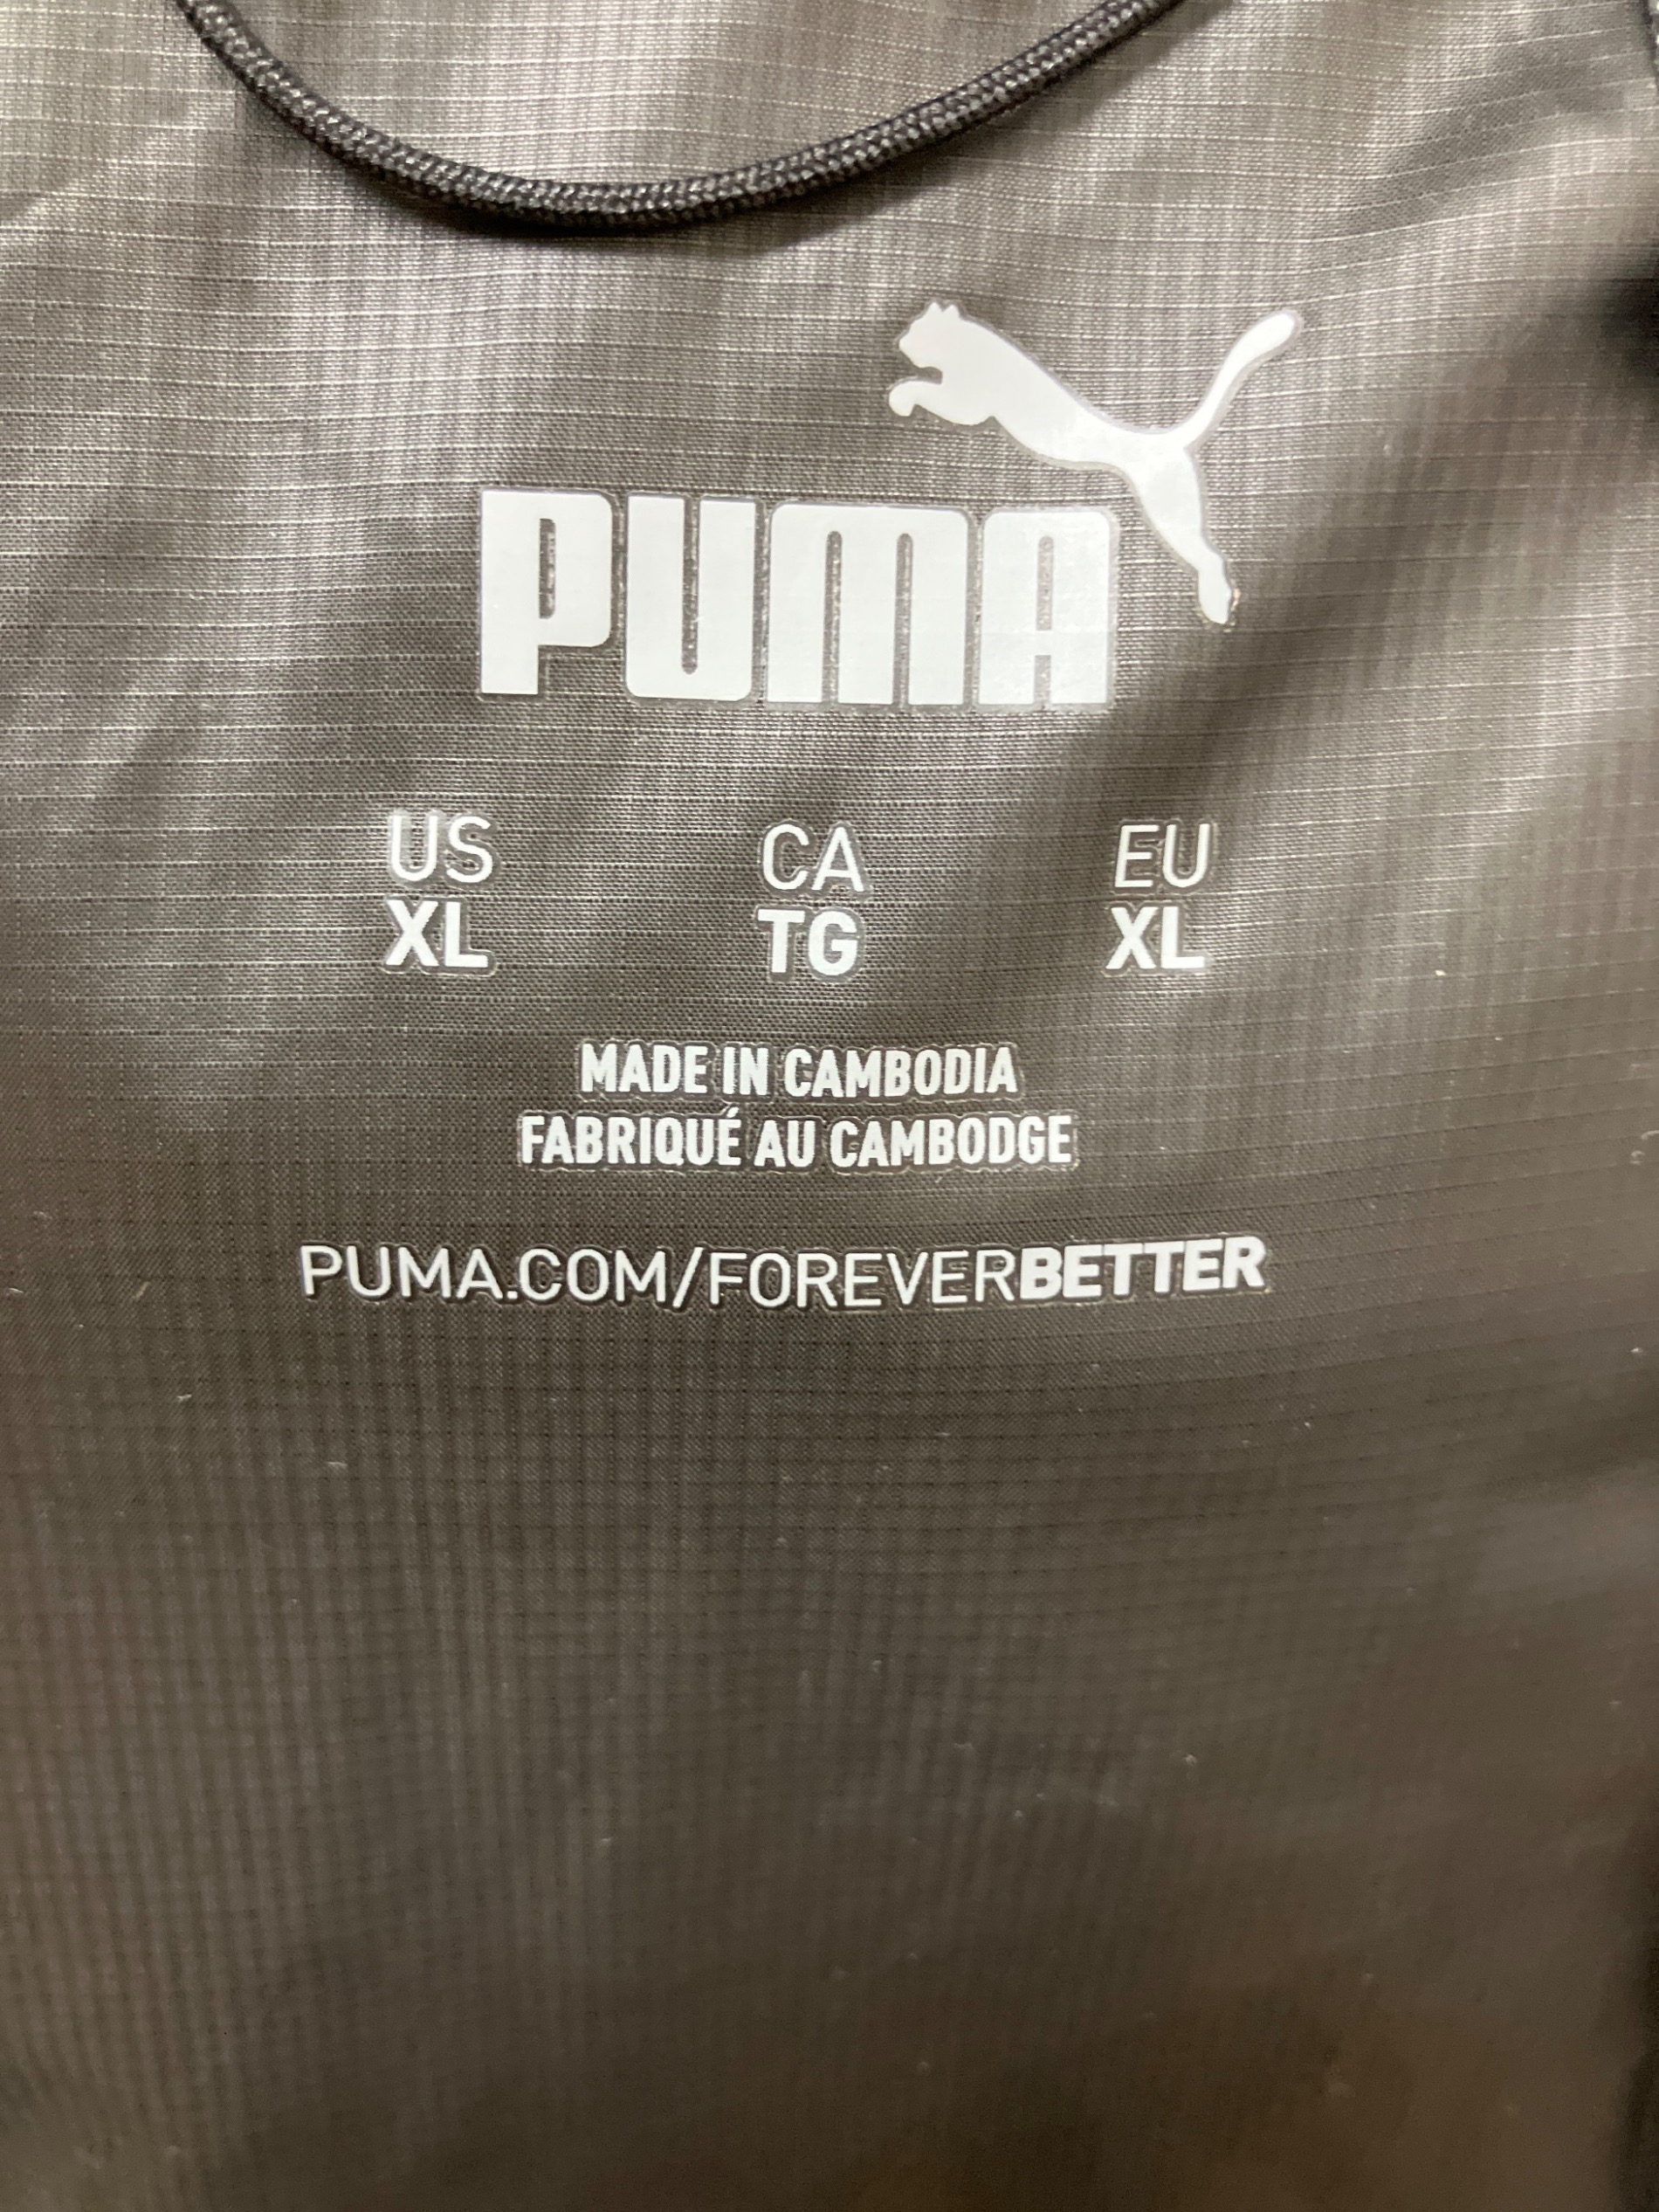 PUMA
US CA EU
XL TG XL
MADE IN CAMBODIA
FABRIQUÉ AU CAMBODGE
PUMA.COM/FOREVERBETTER